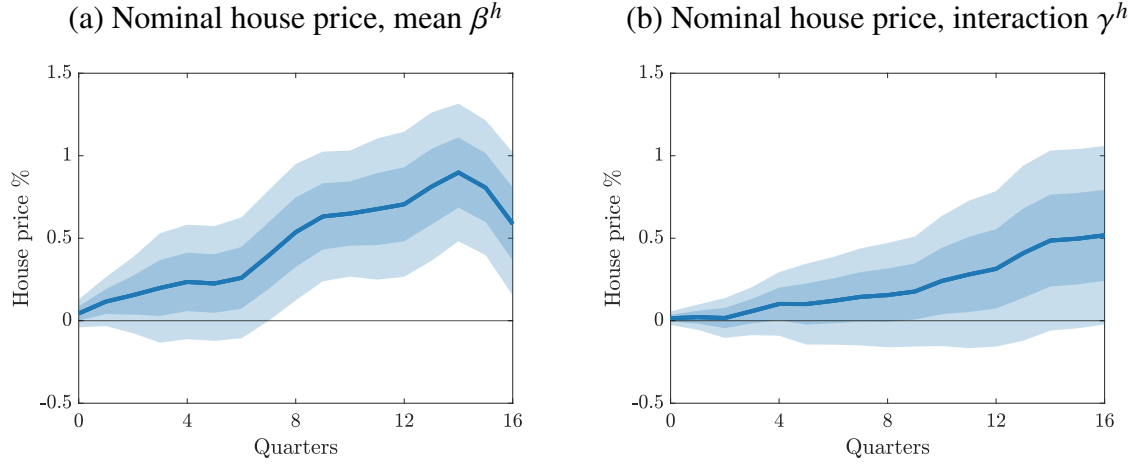 (a) Nominal house price, mean β^h
1.5
1
0.5
0
-0.5
House price %
0 4 8 12 16
Quarters
(b) Nominal house price, interaction γ^h
1.5
1
0.5
0
-0.5
House price %
0 4 8 12 16
Quarters